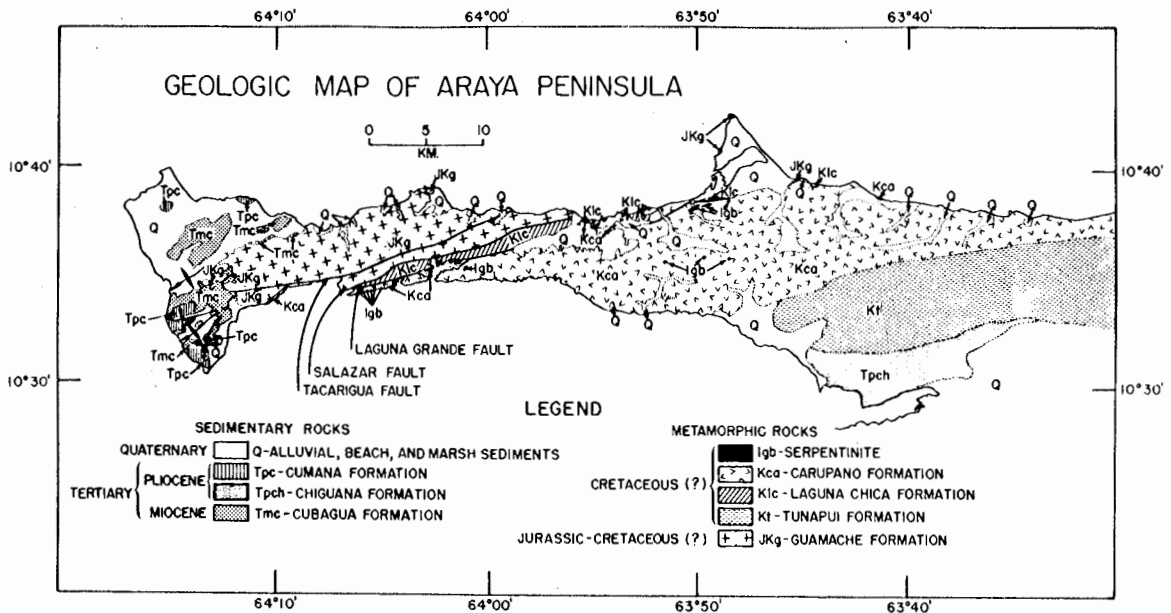 64°10' 64°00' 63°50' 63°40'
GEOLOGIC MAP OF ARAYA PENINSULA
0 5 10
KM.
10°40' 10°40'
JKg
Q
JKg
Q
Q
Q
Q
JKg
Klc
Kca
Q
Q
Q
Q
Tpc
Q
Tmc
Tpc
Tmc
Q
Q
Tmc
JKg
Klc
Klc
Klc
Kca
Q
Q
Q
Klc
Igb
Q
Q
Kca
Igb
Kca
Klc
Igb
Kca
Igb
JKg
JKg
JKg
Tmc
Kca
Tpc
Tpc
Tmc
Q
Tpc
Q
Q
Q
Kt
Tpch
Q
LAGUNA GRANDE FAULT
SALAZAR FAULT
TACARIGUA FAULT
10°30' 10°30'
LEGEND
SEDIMENTARY ROCKS
QUATERNARY Q-ALLUVIAL, BEACH, AND MARSH SEDIMENTS
TERTIARY
PLIOCENE
Tpc-CUMANA FORMATION
Tpch-CHIGUANA FORMATION
MIOCENE Tmc-CUBAGUA FORMATION
METAMORPHIC ROCKS
CRETACEOUS (?)
Igb-SERPENTINITE
Kca-CARUPANO FORMATION
Klc-LAGUNA CHICA FORMATION
Kt-TUNAPUI FORMATION
JURASSIC-CRETACEOUS (?) JKg-GUAMACHE FORMATION
64°10' 64°00' 63°50' 63°40'